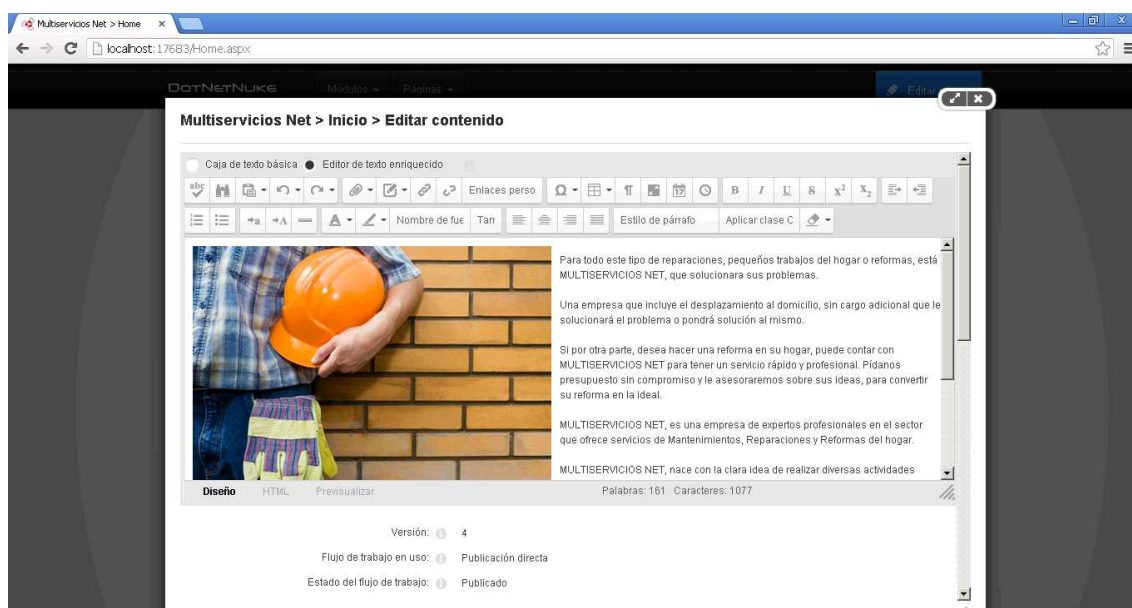 Multiservicios Net > Home
localhost:17683/Home.aspx
DotNetNuke Módulos Páginas Editar
Multiservicios Net > Inicio > Editar contenido
Caja de texto básica Editor de texto enriquecido
abc Enlaces perso Ω 17 B I U S x² X₂
a A A Nombre de fue Tam Estilo de párrafo Aplicar clase C
Para todo este tipo de reparaciones, pequeños trabajos del hogar o reformas, está
MULTISERVICIOS NET, que solucionara sus problemas.
Una empresa que incluye el desplazamiento al domicilio, sin cargo adicional que le
solucionará el problema o pondrá solución al mismo.
Si por otra parte, desea hacer una reforma en su hogar, puede contar con
MULTISERVICIOS NET para tener un servicio rápido y profesional. Pídanos
presupuesto sin compromiso y le asesoraremos sobre sus ideas, para convertir
su reforma en la ideal.
MULTISERVICIOS NET, es una empresa de expertos profesionales en el sector
que ofrece servicios de Mantenimientos, Reparaciones y Reformas del hogar.
MULTISERVICIOS NET, nace con la clara idea de realizar diversas actividades
Diseño HTML Previsualizar Palabras: 161 Caracteres: 1077
Versión: 4
Flujo de trabajo en uso: Publicación directa
Estado del flujo de trabajo: Publicado